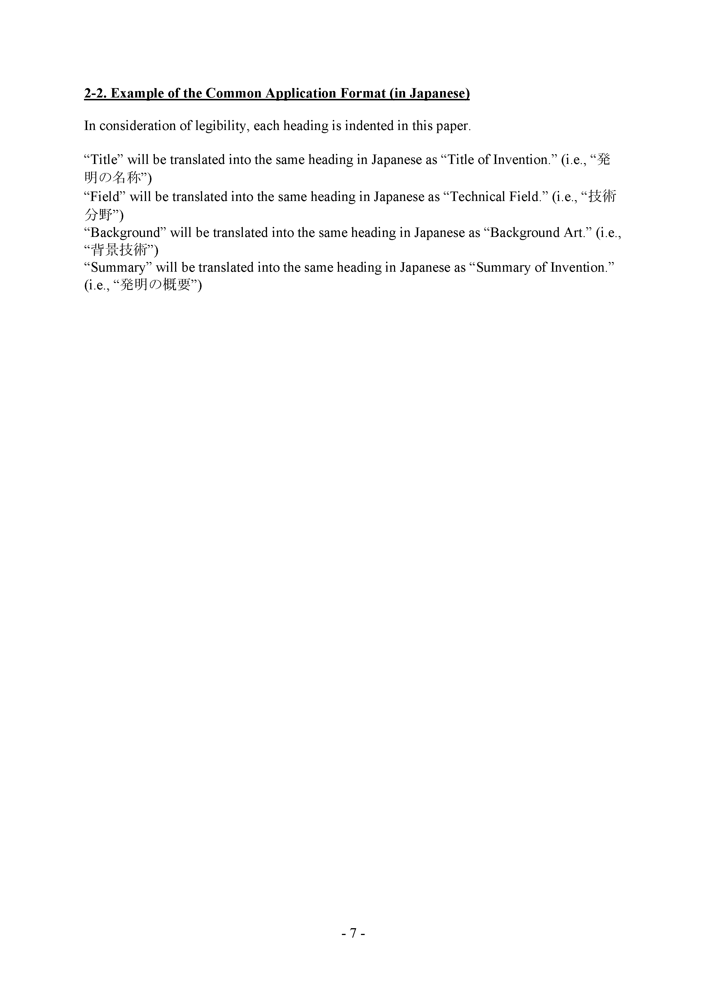 2-2. Example of the Common Application Format (in Japanese)
In consideration of legibility, each heading is indented in this paper.
“Title” will be translated into the same heading in Japanese as “Title of Invention.” (i.e., “発
明の名称”)
“Field” will be translated into the same heading in Japanese as “Technical Field.” (i.e., “技術
分野”)
“Background” will be translated into the same heading in Japanese as “Background Art.” (i.e.,
“背景技術”)
“Summary” will be translated into the same heading in Japanese as “Summary of Invention.”
(i.e., “発明の概要”)
- 7 -